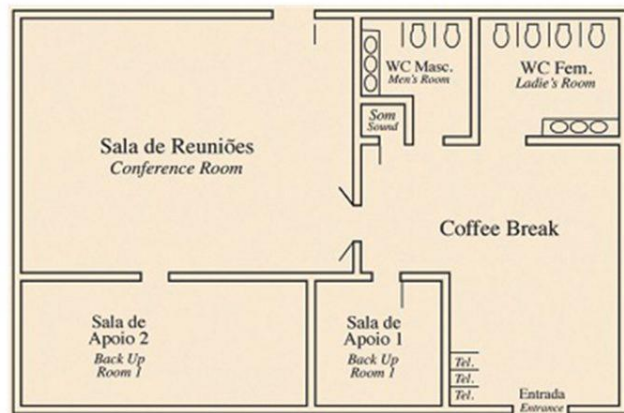 WC Masc.
Men's Room
WC Fem.
Ladie's Room
Som
Sound
Sala de Reuniões
Conference Room
Coffee Break
Sala de
Apoio 2
Back Up
Room 1
Sala de
Apoio 1
Back Up
Room 1
Tel.
Tel.
Tel.
Entrada
Entrance